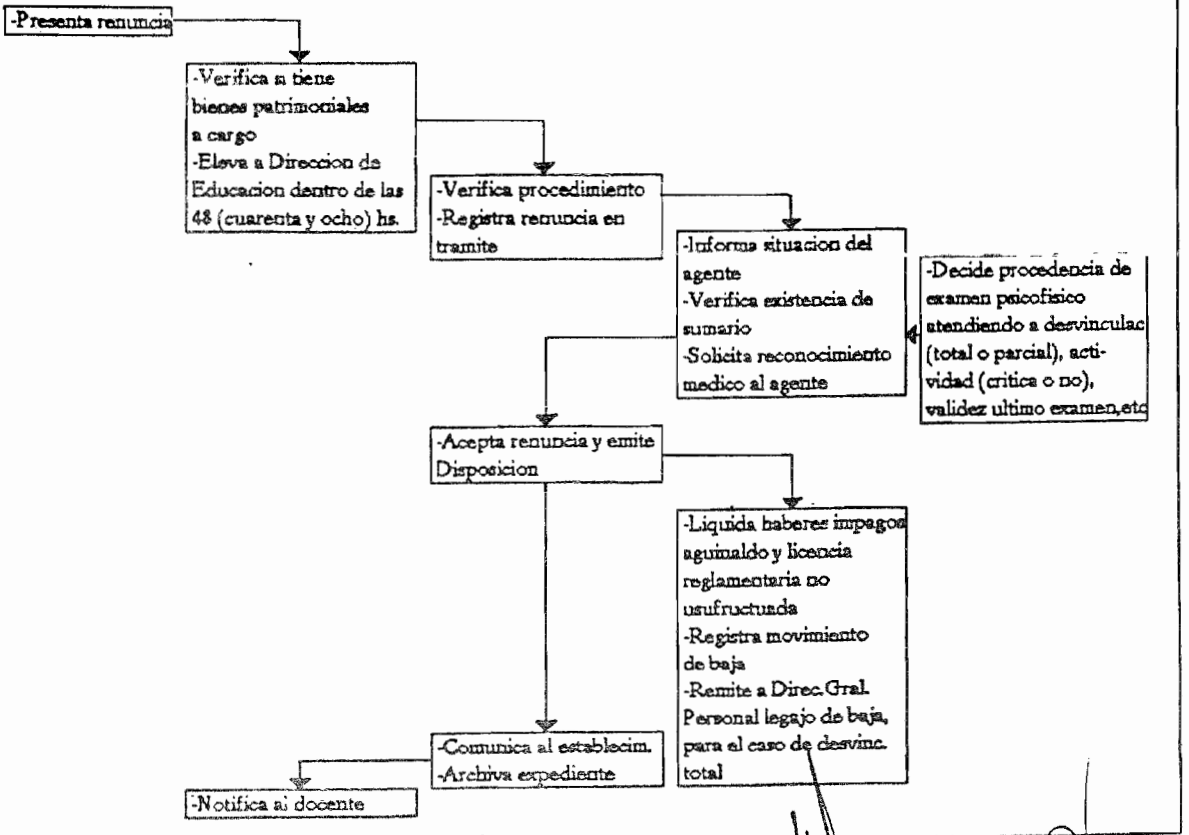 -Presenta renuncia
-Verifica si tiene
bienes patrimoniales
a cargo
-Eleva a Direccion de
Educacion dentro de las
48 (cuarenta y ocho) hs.
-Verifica procedimiento
-Registra renuncia en
tramite
-Informa situacion del
agente
-Verifica existencia de
sumario
-Solicita reconocimiento
medico al agente
-Decide procedencia de
examen psicofisico
atendiendo a desvinculac
(total o parcial), acti-
vidad (critica o no),
validez ultimo examen,etc
-Acepta renuncia y emite
Disposicion
-Liquida haberes impagos
aguinaldo y licencia
reglamentaria no
usufructuada
-Registra movimiento
de baja
-Remite a Direc.Gral.
Personal legajo de baja,
para el caso de desvinc.
total
-Comunica al establecim.
-Archiva expediente
-Notifica al docente